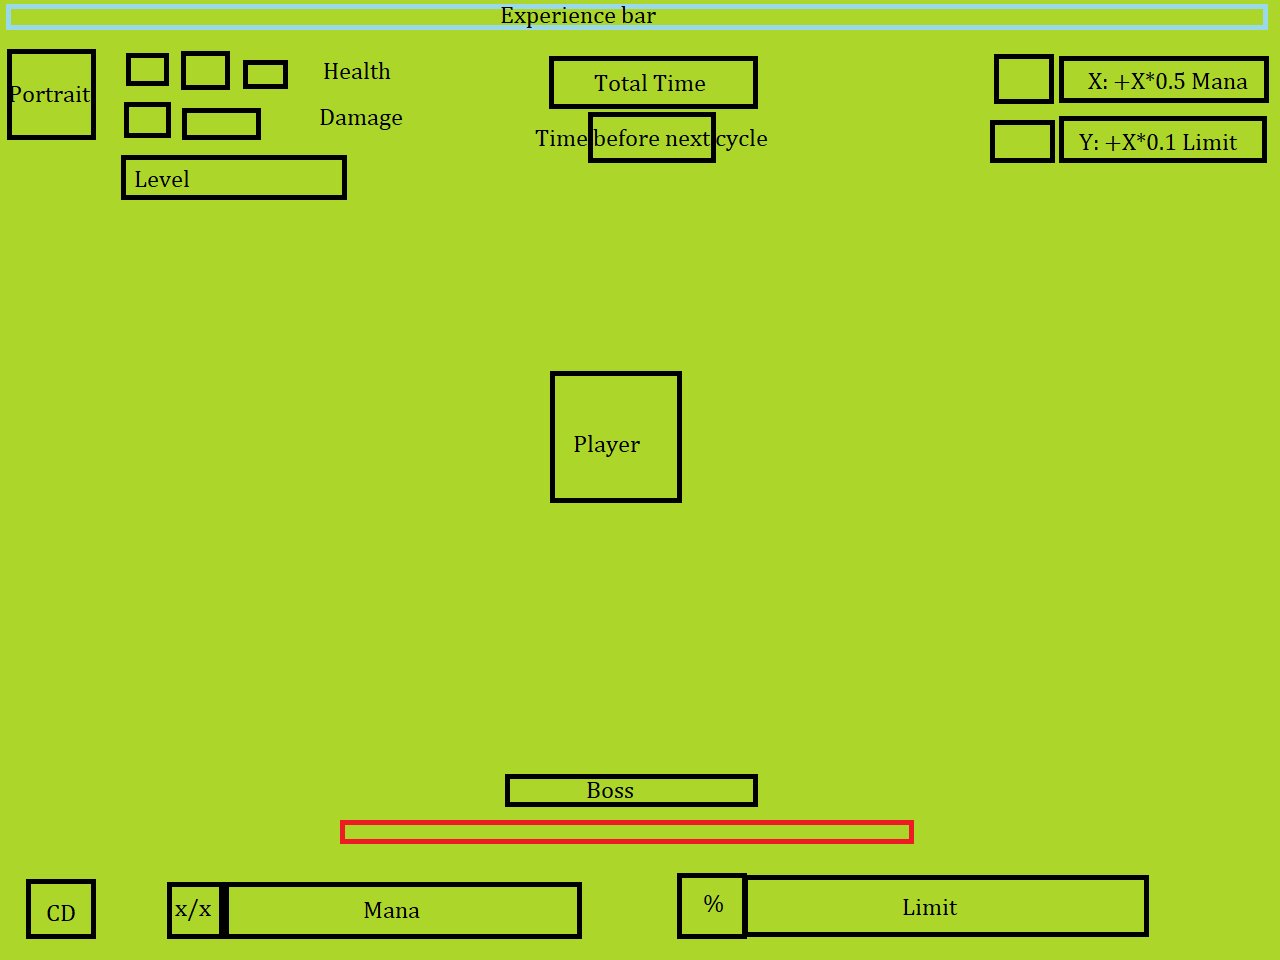 Experience bar
Portrait
Health
Damage
Level
Total Time
Time before next cycle
X: +X*0.5 Mana
Y: +X*0.1 Limit
Player
Boss
CD
x/x
Mana
%
Limit